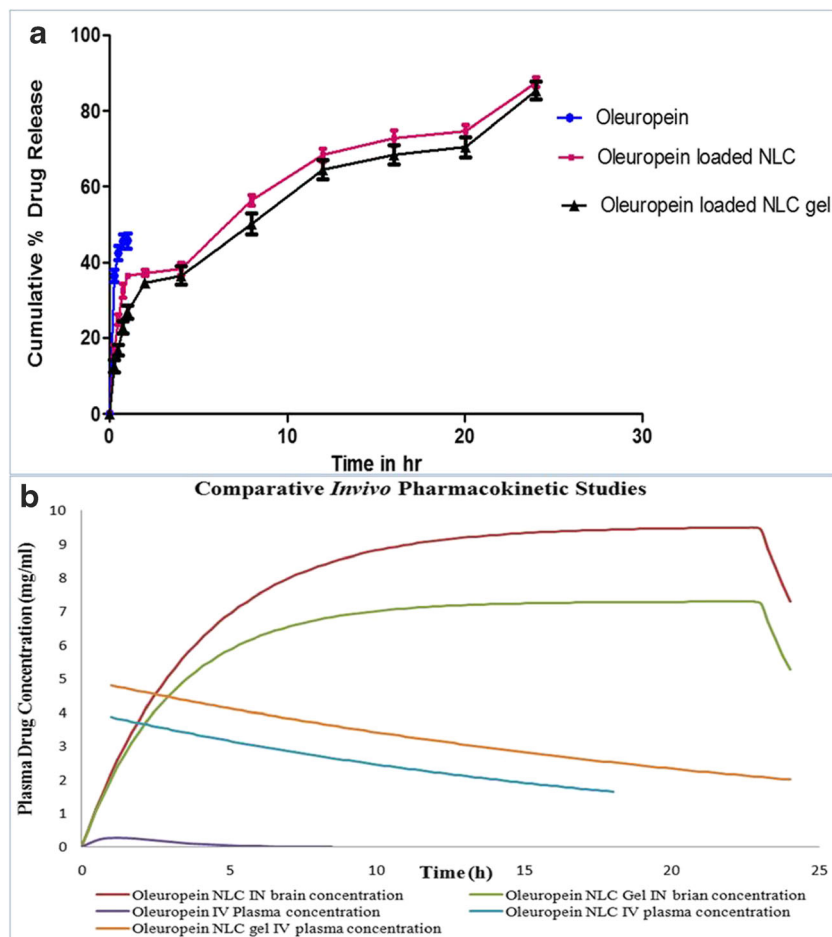 a
100
80
60
40
20
0
Cumulative % Drug Release
0 10 20 30
Time in hr
Oleuropein
Oleuropein loaded NLC
Oleuropein loaded NLC gel
b
Comparative Invivo Pharmacokinetic Studies
10
9
8
7
6
5
4
3
2
1
0
Plasma Drug Concentration (mg/ml)
0 5 10 15 20 25
Time (h)
Oleuropein NLC IN brain concentration
Oleuropein NLC Gel IN brian concentration
Oleuropein IV Plasma concentration
Oleuropein NLC IV plasma concentration
Oleuropein NLC gel IV plasma concentration